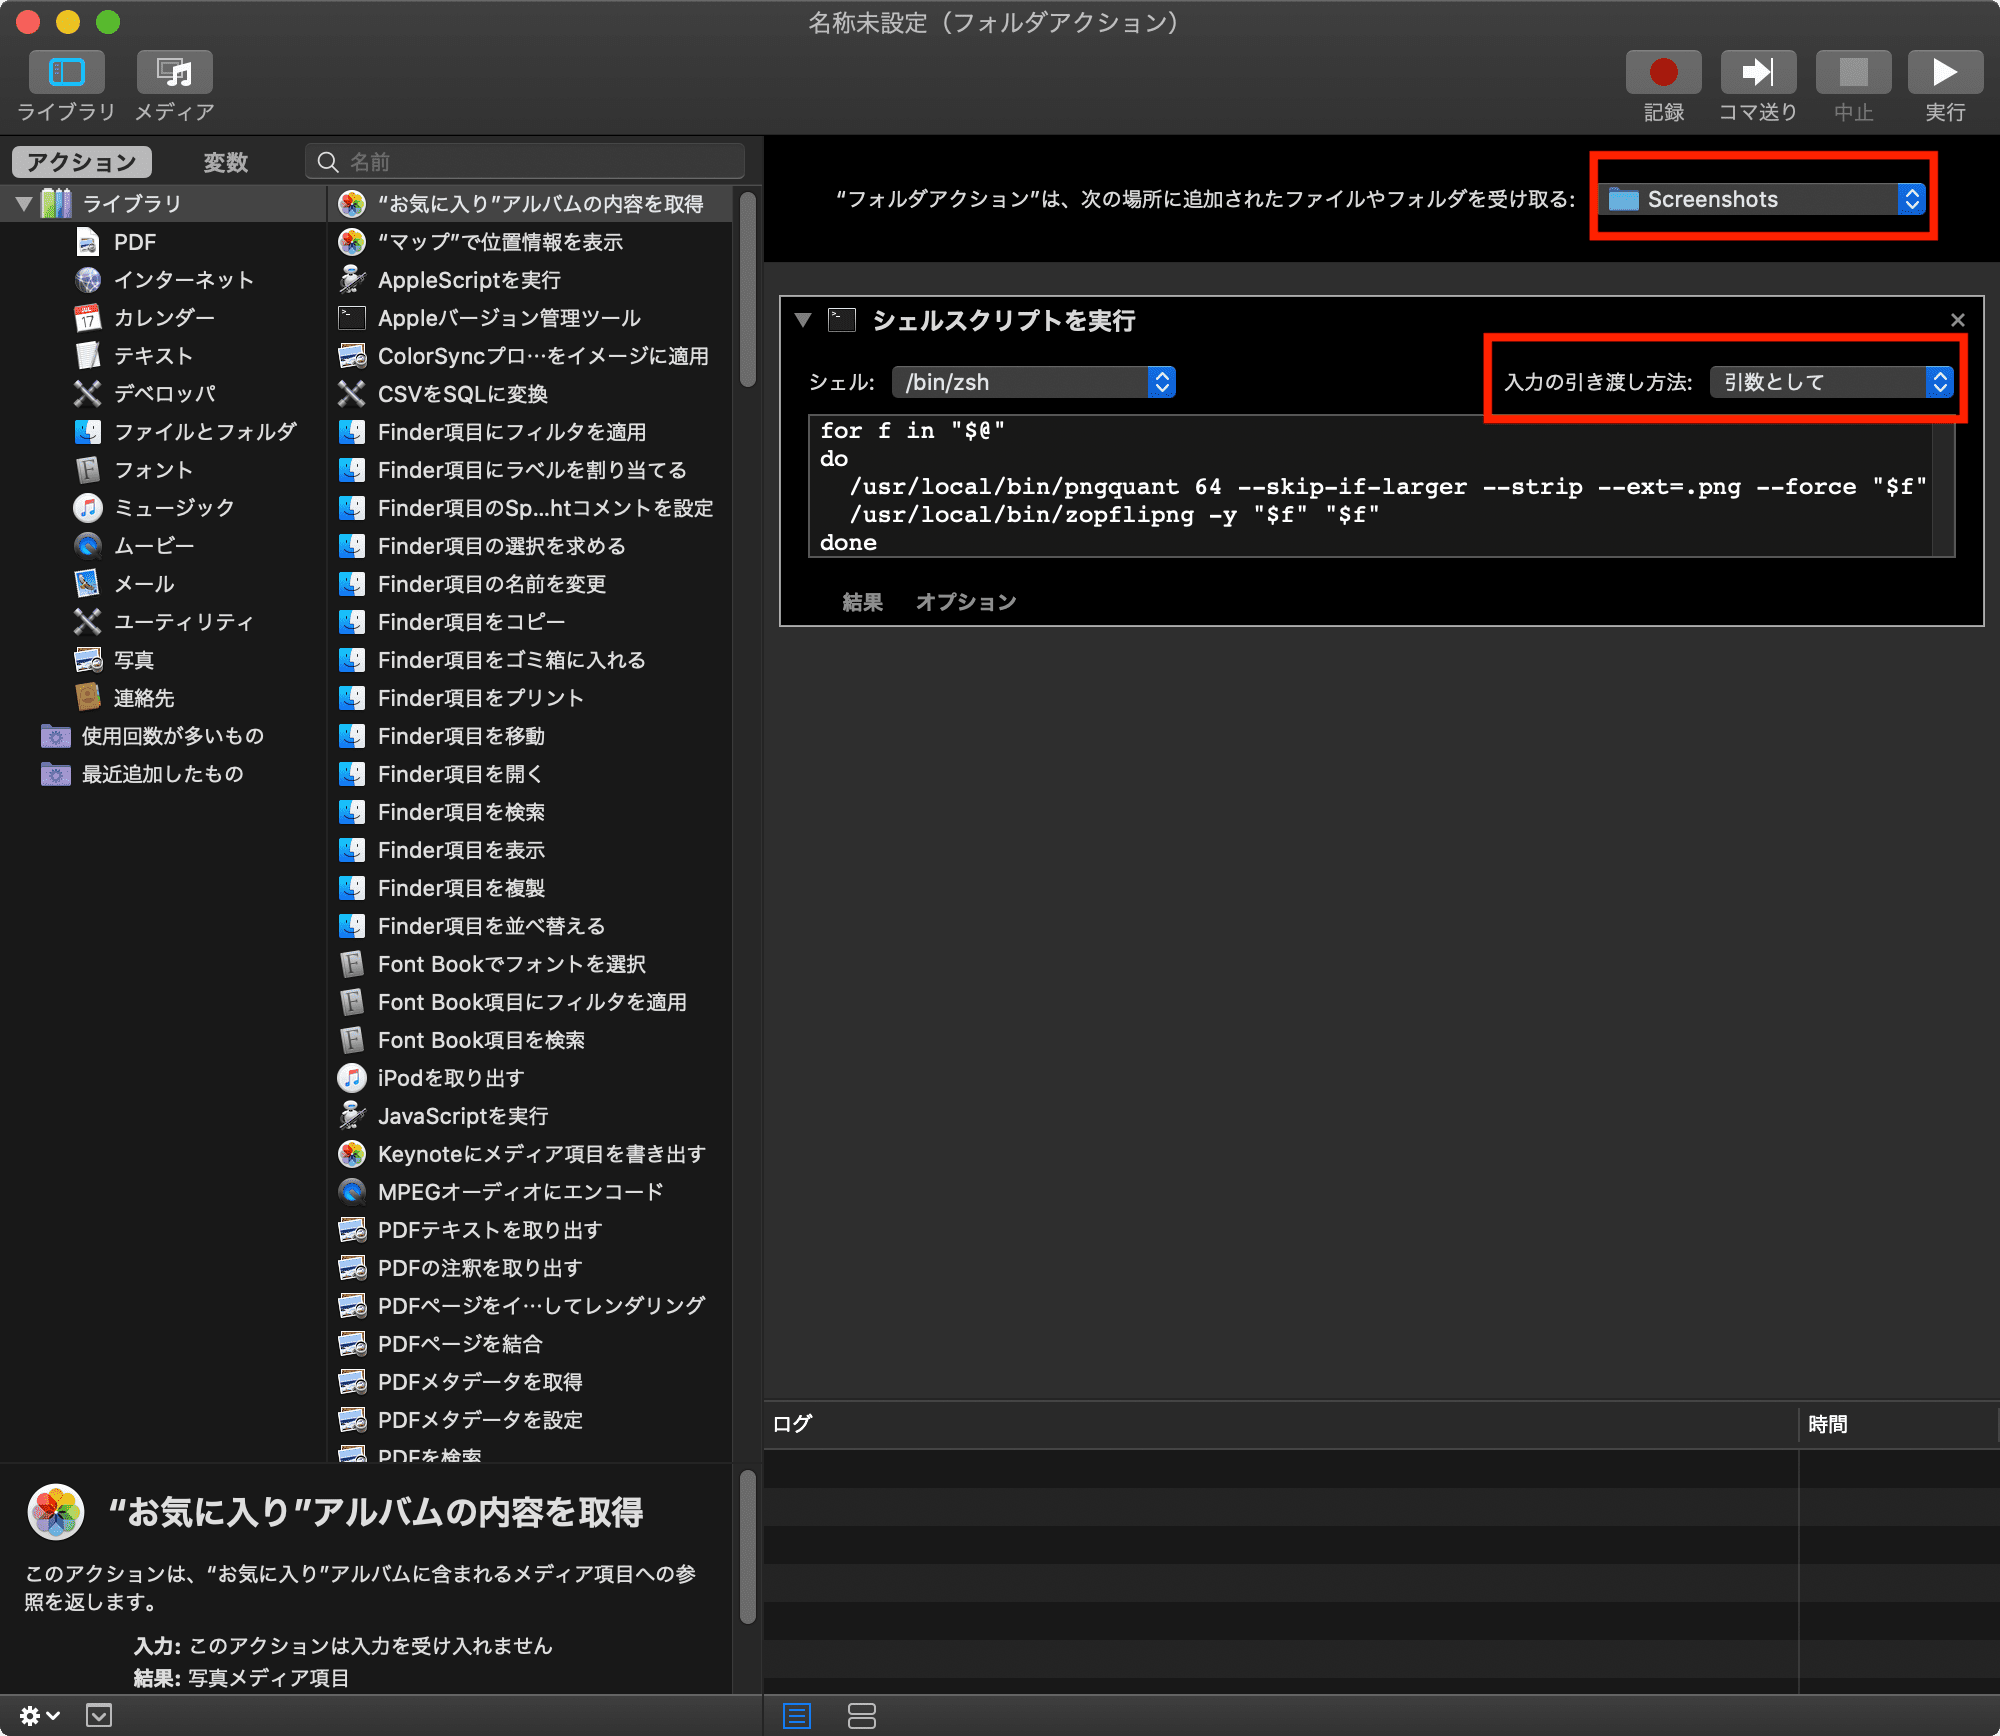 名称未設定（フォルダアクション）
ライブラリ
メディア
記録
コマ送り
中止
実行
アクション
変数
名前
ライブラリ
PDF
インターネット
カレンダー
テキスト
デベロッパ
ファイルとフォルダ
フォント
ミュージック
ムービー
メール
ユーティリティ
写真
連絡先
使用回数が多いもの
最近追加したもの
“お気に入り”アルバムの内容を取得
“マップ”で位置情報を表示
AppleScriptを実行
Appleバージョン管理ツール
ColorSyncプロ…をイメージに適用
CSVをSQLに変換
Finder項目にフィルタを適用
Finder項目にラベルを割り当てる
Finder項目のSp...htコメントを設定
Finder項目の選択を求める
Finder項目の名前を変更
Finder項目をコピー
Finder項目をゴミ箱に入れる
Finder項目をプリント
Finder項目を移動
Finder項目を開く
Finder項目を検索
Finder項目を表示
Finder項目を複製
Finder項目を並べ替える
Font Bookでフォントを選択
Font Book項目にフィルタを適用
Font Book項目を検索
iPodを取り出す
JavaScriptを実行
Keynoteにメディア項目を書き出す
MPEGオーディオにエンコード
PDFテキストを取り出す
PDFの注釈を取り出す
PDFページをイ…してレンダリング
PDFページを結合
PDFメタデータを取得
PDFメタデータを設定
PDFを検索
“お気に入り”アルバムの内容を取得
このアクションは、“お気に入り”アルバムに含まれるメディア項目への参
照を返します。
入力: このアクションは入力を受け入れません
結果: 写真メディア項目
“フォルダアクション”は、次の場所に追加されたファイルやフォルダを受け取る: Screenshots
シェルスクリプトを実行
シェル: /bin/zsh
入力の引き渡し方法: 引数として
for f in "$@"
do
/usr/local/bin/pngquant 64 --skip-if-larger --strip --ext=.png --force "$f"
/usr/local/bin/zopflipng -y "$f" "$f"
done
結果
オプション
ログ
時間